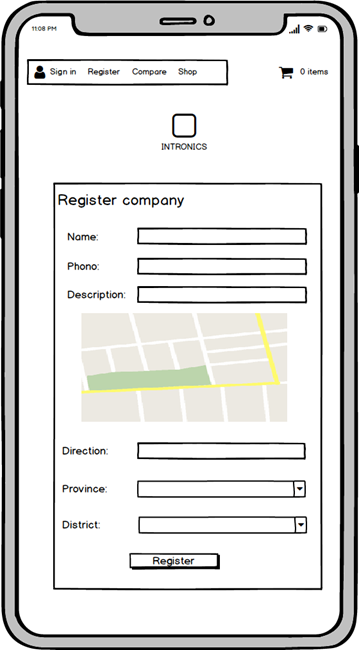 11:08 PM
Sign in Register Compare Shop 0 items
INTRONICS
Register company
Name:
Phono:
Description:
Direction:
Province:
District:
Register